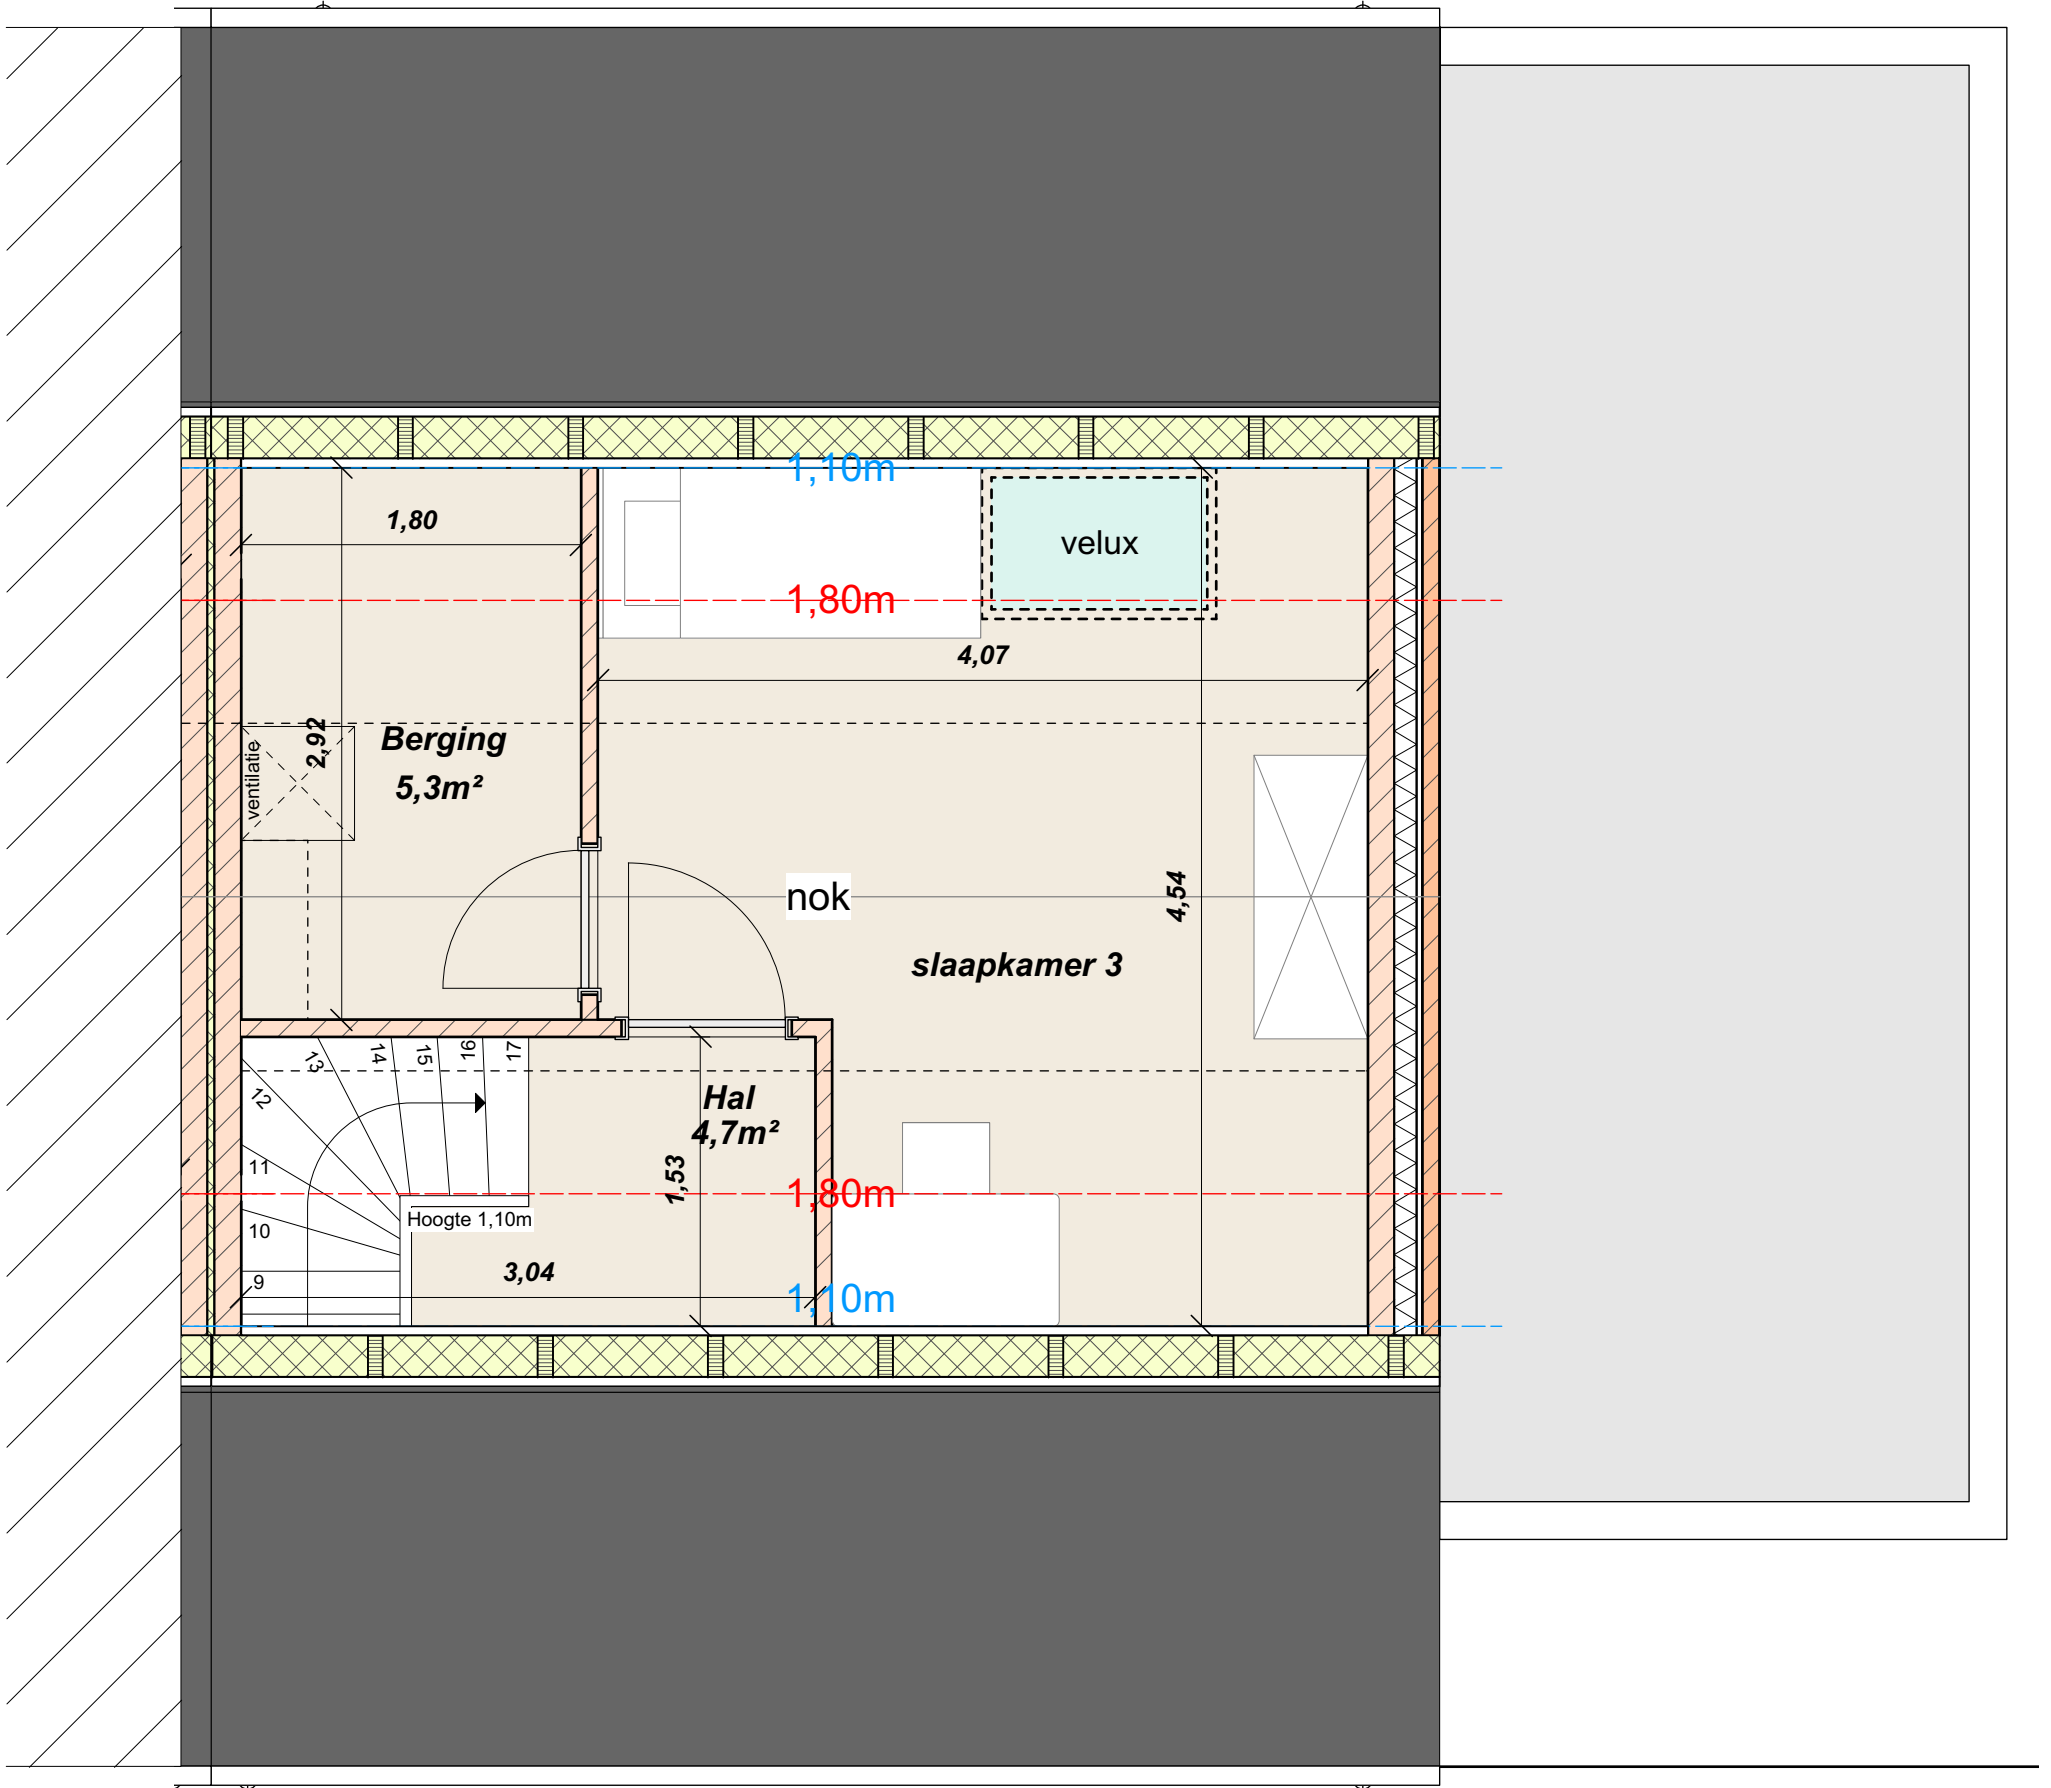 1,10m
1,80
velux
1,80m
4,07
2,92
Berging
5,3m²
ventilatie
nok
4,54
slaapkamer 3
13
14
15
16
17
12
Hal
4,7m²
11
1,53
1,80m
10
Hoogte 1,10m
3,04
9
1,10m